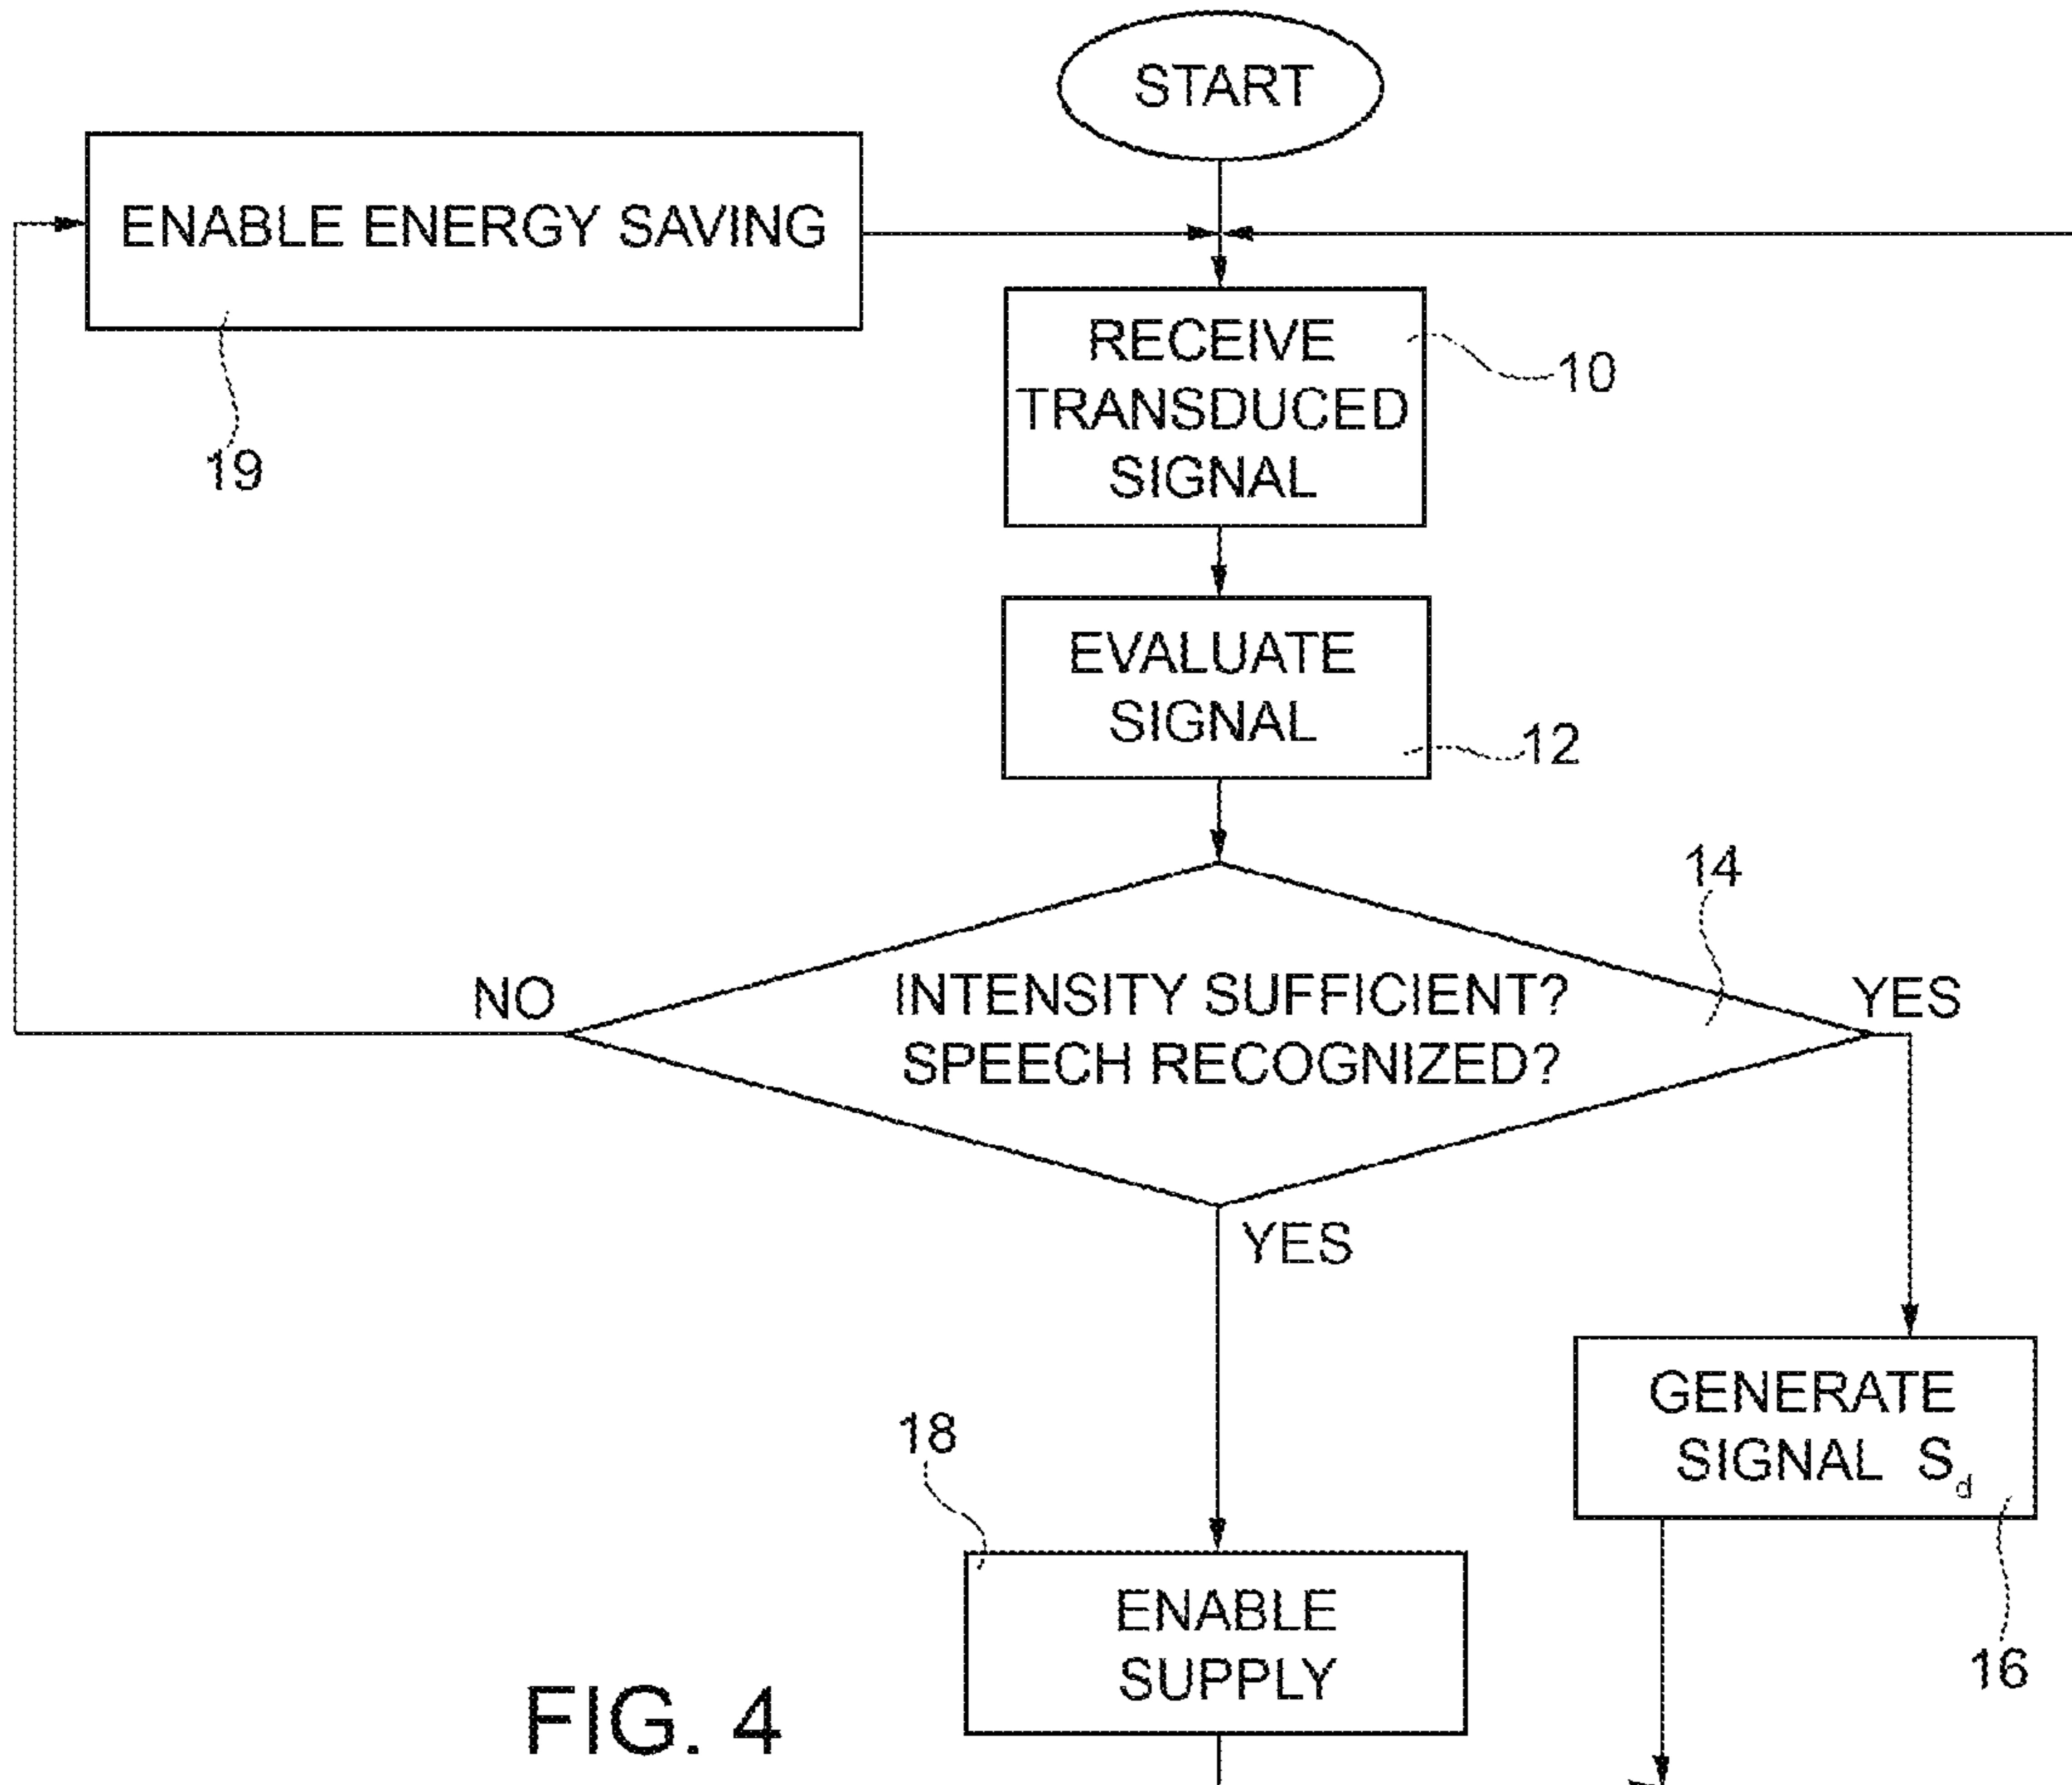 START
ENABLE ENERGY SAVING
19
RECEIVE
TRANSDUCED
SIGNAL
10
EVALUATE
SIGNAL
12
14
NO
INTENSITY SUFFICIENT?
SPEECH RECOGNIZED?
YES
YES
GENERATE
SIGNAL S_d
16
18
ENABLE
SUPPLY
FIG. 4